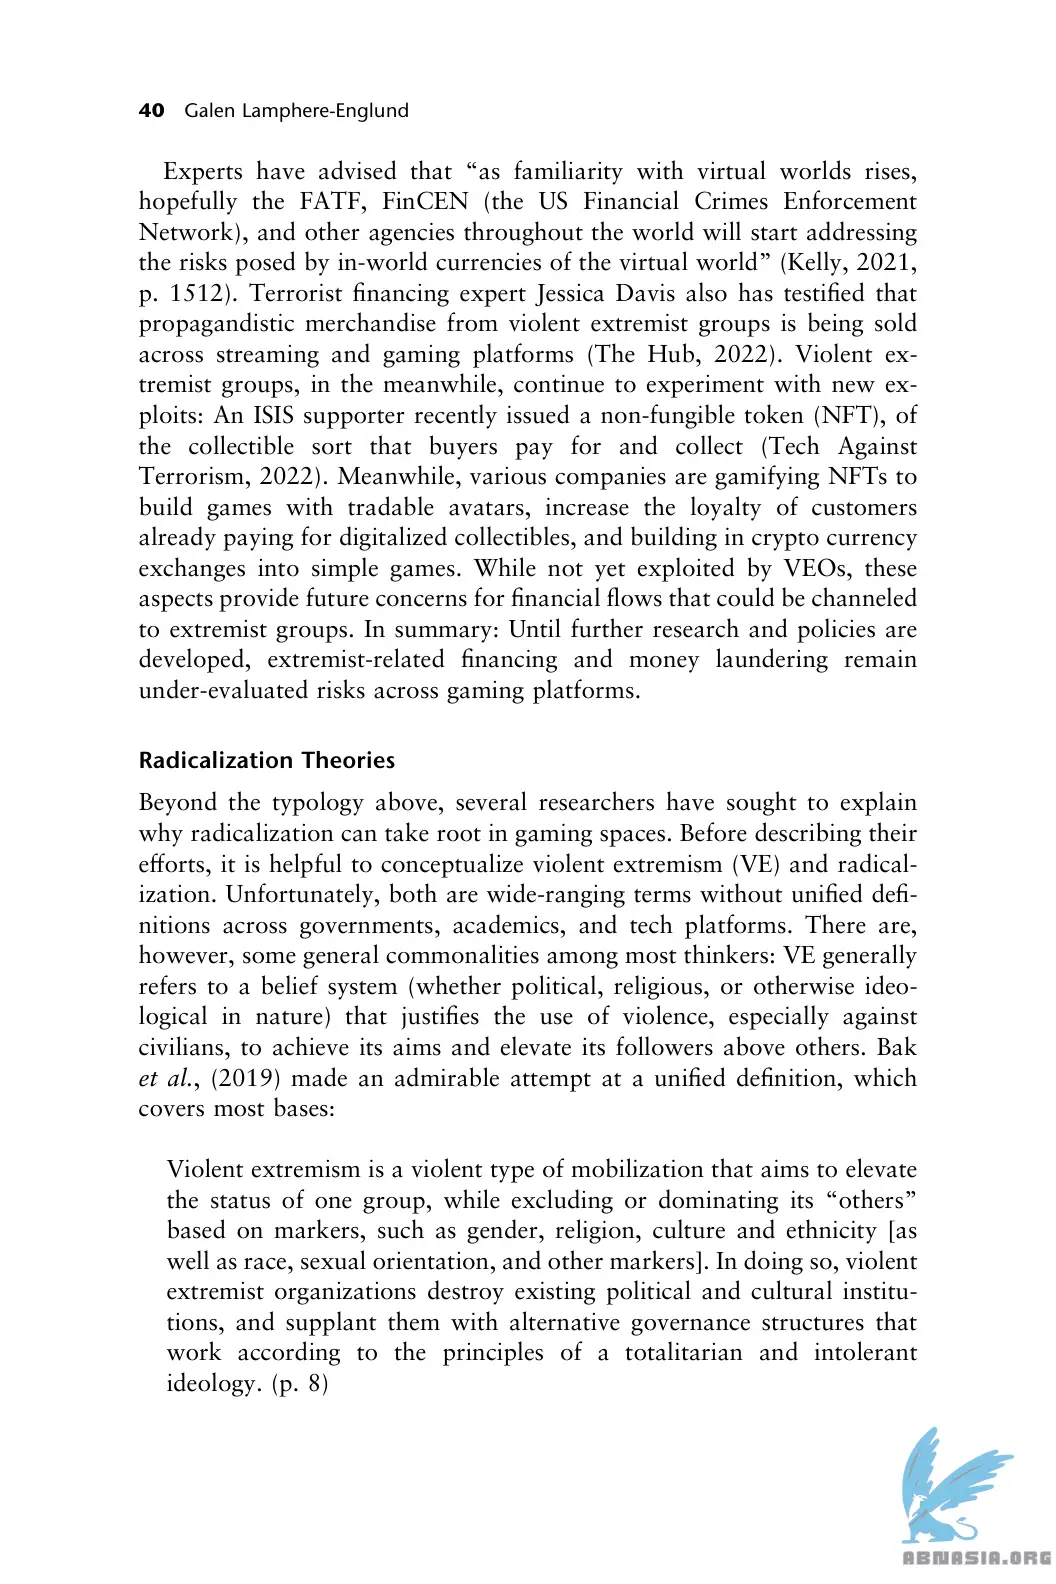 40 Galen Lamphere-Englund
Experts have advised that “as familiarity with virtual worlds rises,
hopefully the FATF, FinCEN (the US Financial Crimes Enforcement
Network), and other agencies throughout the world will start addressing
the risks posed by in-world currencies of the virtual world” (Kelly, 2021,
p. 1512). Terrorist financing expert Jessica Davis also has testified that
propagandistic merchandise from violent extremist groups is being sold
across streaming and gaming platforms (The Hub, 2022). Violent ex-
tremist groups, in the meanwhile, continue to experiment with new ex-
ploits: An ISIS supporter recently issued a non-fungible token (NFT), of
the collectible sort that buyers pay for and collect (Tech Against
Terrorism, 2022). Meanwhile, various companies are gamifying NFTs to
build games with tradable avatars, increase the loyalty of customers
already paying for digitalized collectibles, and building in crypto currency
exchanges into simple games. While not yet exploited by VEOs, these
aspects provide future concerns for financial flows that could be channeled
to extremist groups. In summary: Until further research and policies are
developed, extremist-related financing and money laundering remain
under-evaluated risks across gaming platforms.
Radicalization Theories
Beyond the typology above, several researchers have sought to explain
why radicalization can take root in gaming spaces. Before describing their
efforts, it is helpful to conceptualize violent extremism (VE) and radical-
ization. Unfortunately, both are wide-ranging terms without unified defi-
nitions across governments, academics, and tech platforms. There are,
however, some general commonalities among most thinkers: VE generally
refers to a belief system (whether political, religious, or otherwise ideo-
logical in nature) that justifies the use of violence, especially against
civilians, to achieve its aims and elevate its followers above others. Bak
et al., (2019) made an admirable attempt at a unified definition, which
covers most bases:
Violent extremism is a violent type of mobilization that aims to elevate
the status of one group, while excluding or dominating its “others”
based on markers, such as gender, religion, culture and ethnicity [as
well as race, sexual orientation, and other markers]. In doing so, violent
extremist organizations destroy existing political and cultural institu-
tions, and supplant them with alternative governance structures that
work according to the principles of a totalitarian and intolerant
ideology. (p. 8)
ABNASIA.ORG